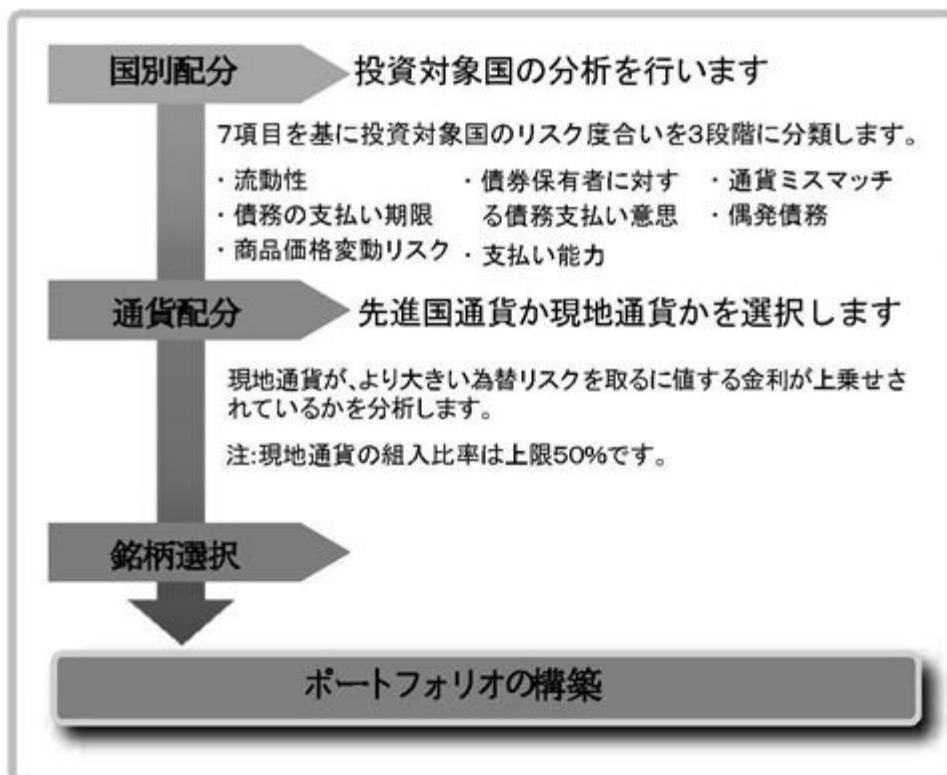 国別配分 投資対象国の分析を行います
7項目を基に投資対象国のリスク度合いを3段階に分類します。
・流動性
・債務の支払い期限
・商品価格変動リスク
・債券保有者に対す
る債務支払い意思
・支払い能力
・通貨ミスマッチ
・偶発債務
通貨配分 先進国通貨か現地通貨かを選択します
現地通貨が、より大きい為替リスクを取るに値する金利が上乗せさ
れているかを分析します。
注:現地通貨の組入比率は上限50%です。
銘柄選択
ポートフォリオの構築